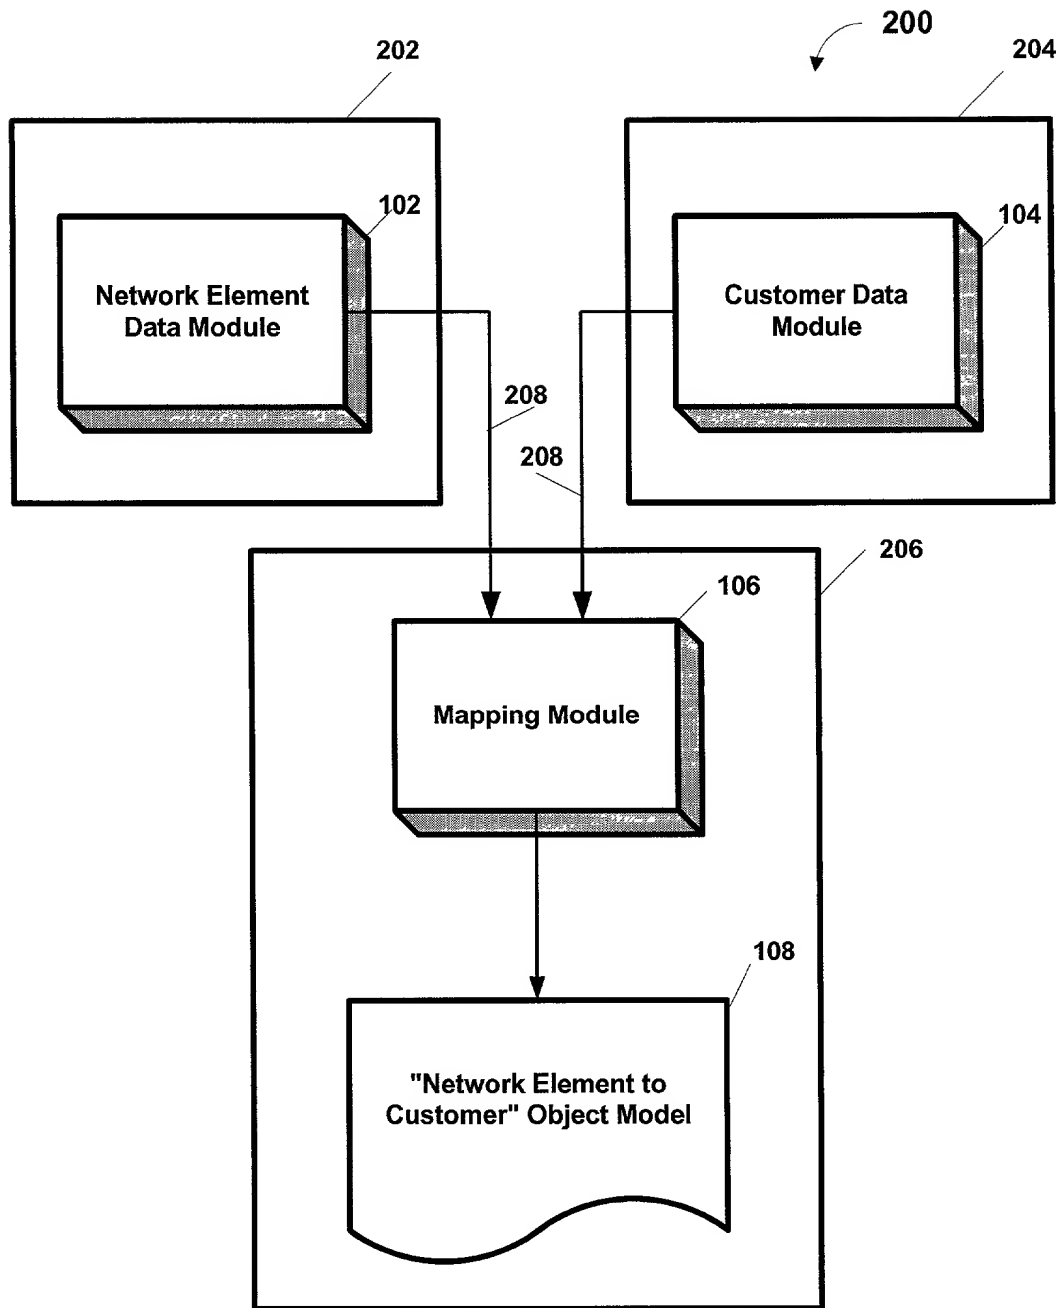 200
202
204
102
104
Network Element
Data Module
Customer Data
Module
208
208
206
106
Mapping Module
108
"Network Element to
Customer" Object Model